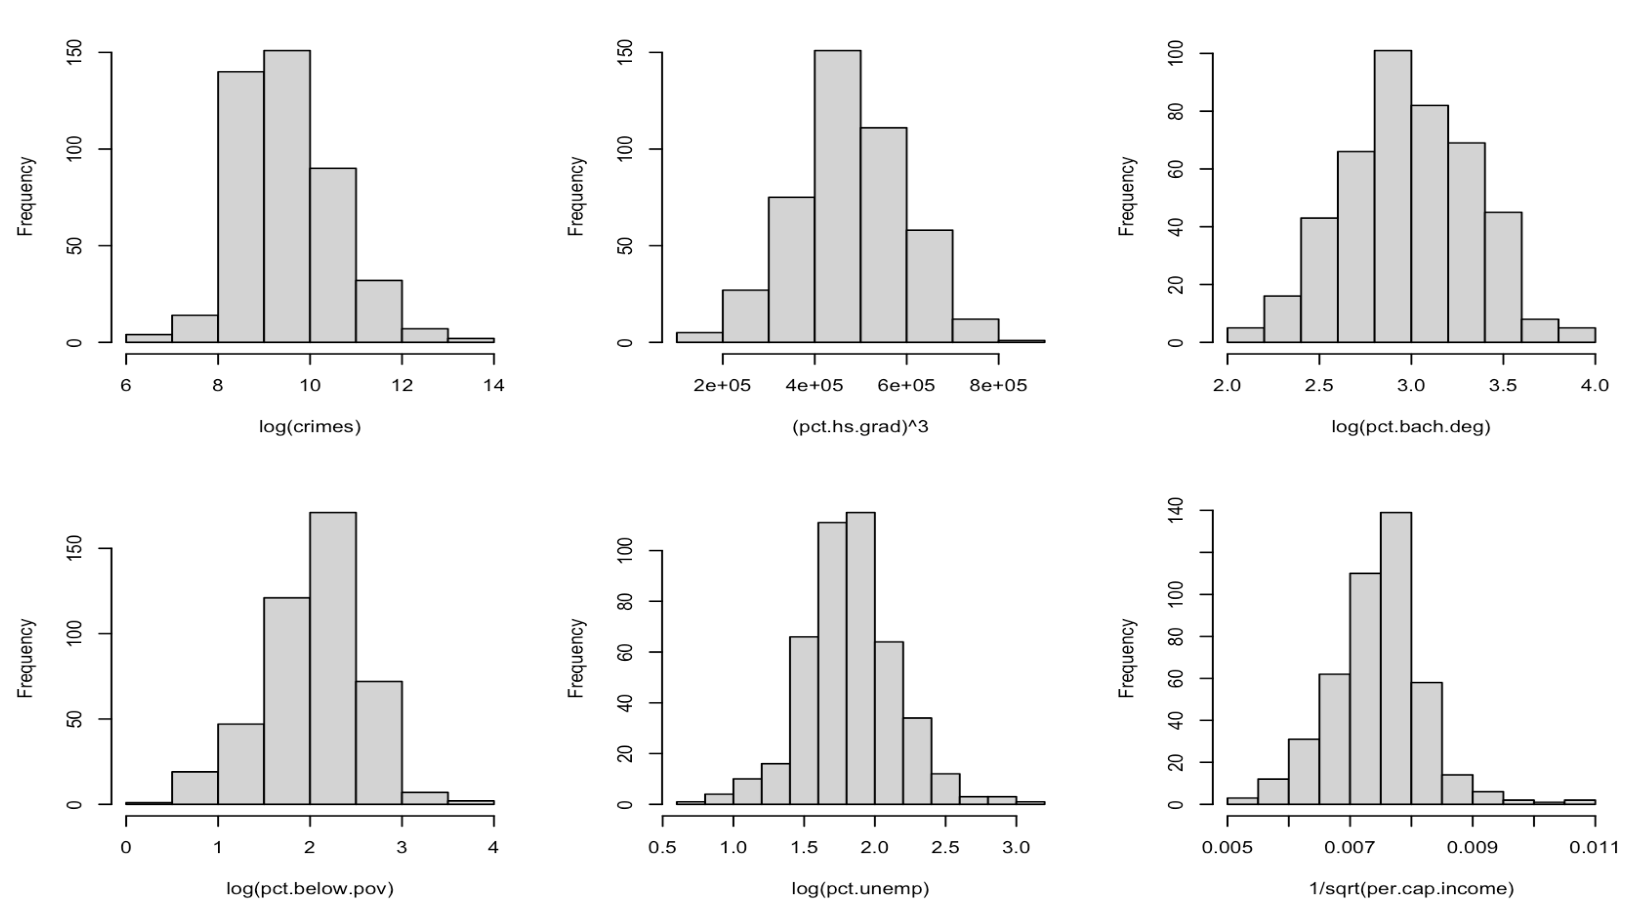 Frequency
150
100
50
0
6 8 10 12 14
log(crimes)
Frequency
150
100
50
0
2e+05 4e+05 6e+05 8e+05
(pct.hs.grad)^3
Frequency
100
80
60
40
20
0
2.0 2.5 3.0 3.5 4.0
log(pct.bach.deg)
Frequency
150
100
50
0
0 1 2 3 4
log(pct.below.pov)
Frequency
100
80
60
40
20
0
0.5 1.0 1.5 2.0 2.5 3.0
log(pct.unemp)
Frequency
140
100
80
60
40
20
0
0.005 0.007 0.009 0.011
1/sqrt(per.cap.income)